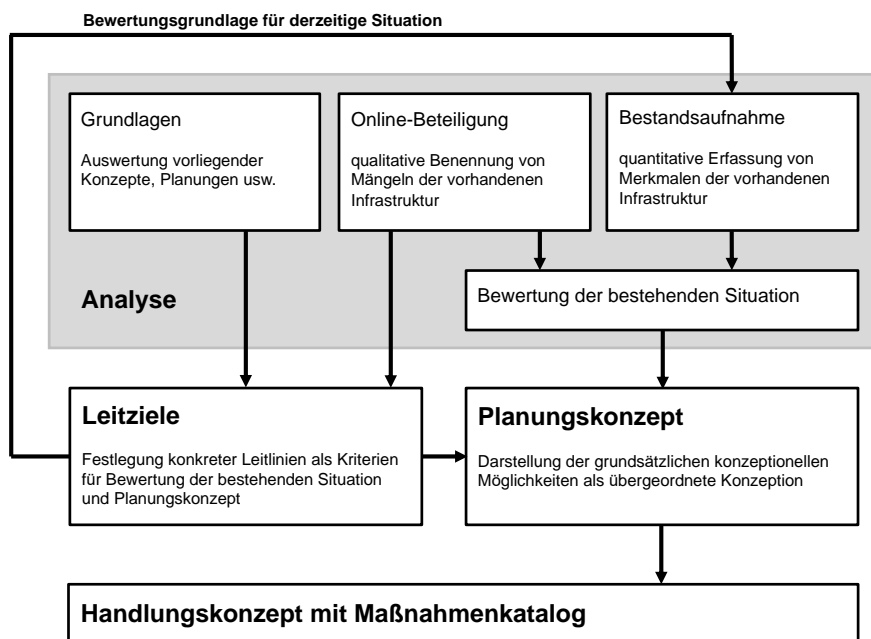 Bewertungsgrundlage für derzeitige Situation
Grundlagen
Auswertung vorliegender
Konzepte, Planungen usw.
Online-Beteiligung
qualitative Benennung von
Mängeln der vorhandenen
Infrastruktur
Bestandsaufnahme
quantitative Erfassung von
Merkmalen der vorhandenen
Infrastruktur
Analyse
Bewertung der bestehenden Situation
Leitziele
Festlegung konkreter Leitlinien als Kriterien
für Bewertung der bestehenden Situation
und Planungskonzept
Planungskonzept
Darstellung der grundsätzlichen konzeptionellen
Möglichkeiten als übergeordnete Konzeption
Handlungskonzept mit Maßnahmenkatalog